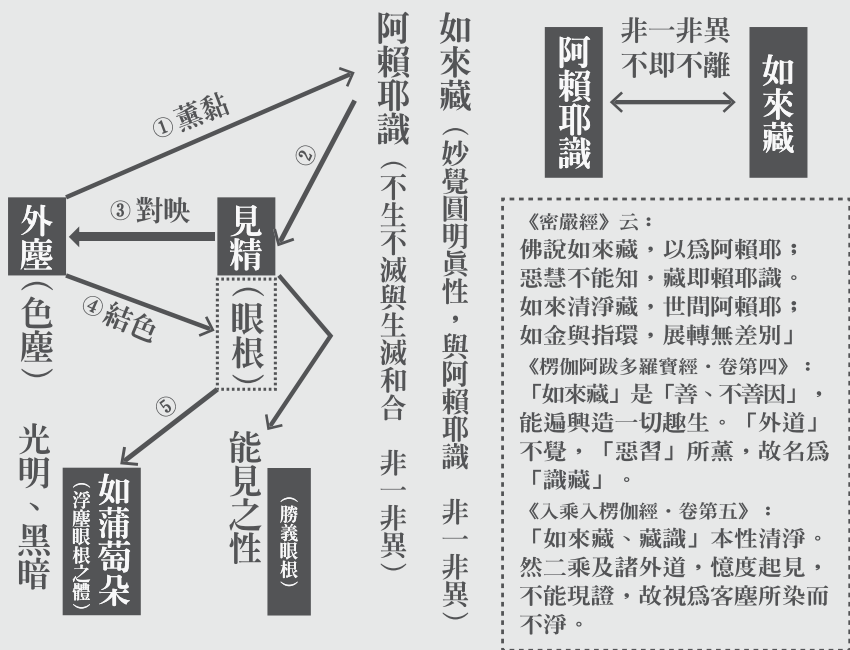 如來藏
非一非異
不即不離
阿賴耶識
《密嚴經》云：
佛說如來藏，以爲阿賴耶；
惡慧不能知，藏即賴耶識。
如來清淨藏，世間阿賴耶；
如金與指環，展轉無差別」
《楞伽阿跋多羅寶經·卷第四》：
「如來藏」是「善、不善因」，
能遍興造一切趣生。「外道」
不覺，「惡習」所薰，故名爲
「識藏」。
《入乘入楞伽經·卷第五》：
「如來藏、藏識」本性清淨。
然二乘及諸外道，憶度起見，
不能現證，故視爲客塵所染而
不淨。
如來藏（妙覺圓明眞性，與阿賴耶識 非一非異）
阿賴耶識（不生不滅與生滅和合 非一非異）
①薰黏
②
③對映
④結色
⑤
見精
（眼根）
能見之性
（勝義眼根）
外塵
（色塵）
光明、黑暗
如蒲萄朵
（浮塵眼根之體）